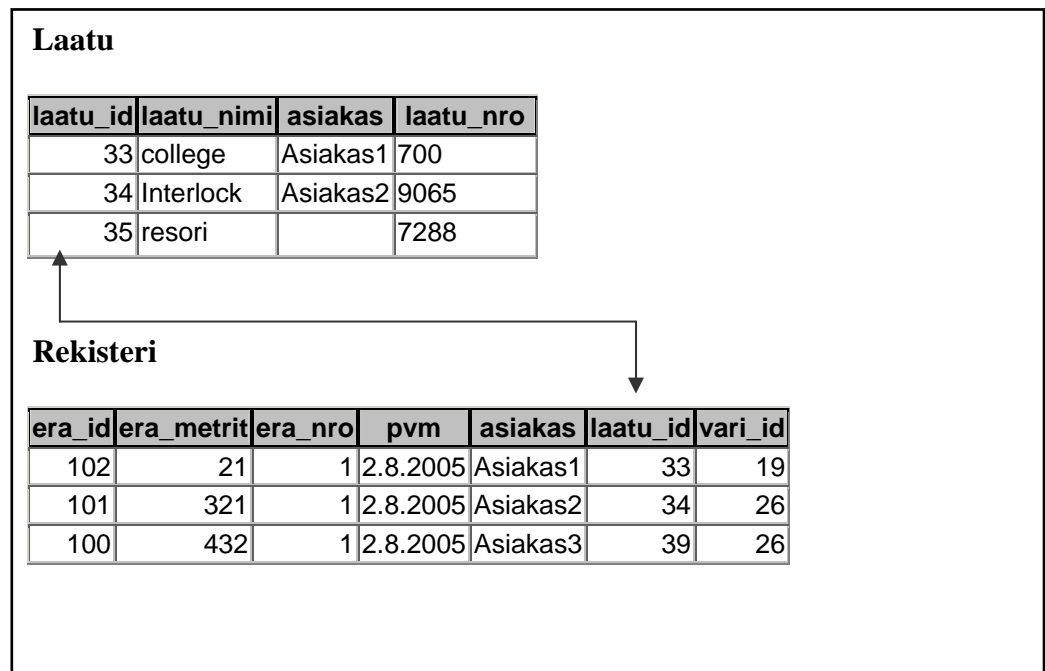 Laatu
laatu_id laatu_nimi asiakas laatu_nro
33 college Asiakas1 700
34 Interlock Asiakas2 9065
35 resori 7288
Rekisteri
era_id era_metrit era_nro pvm asiakas laatu_id vari_id
102 21 1 2.8.2005 Asiakas1 33 19
101 321 1 2.8.2005 Asiakas2 34 26
100 432 1 2.8.2005 Asiakas3 39 26